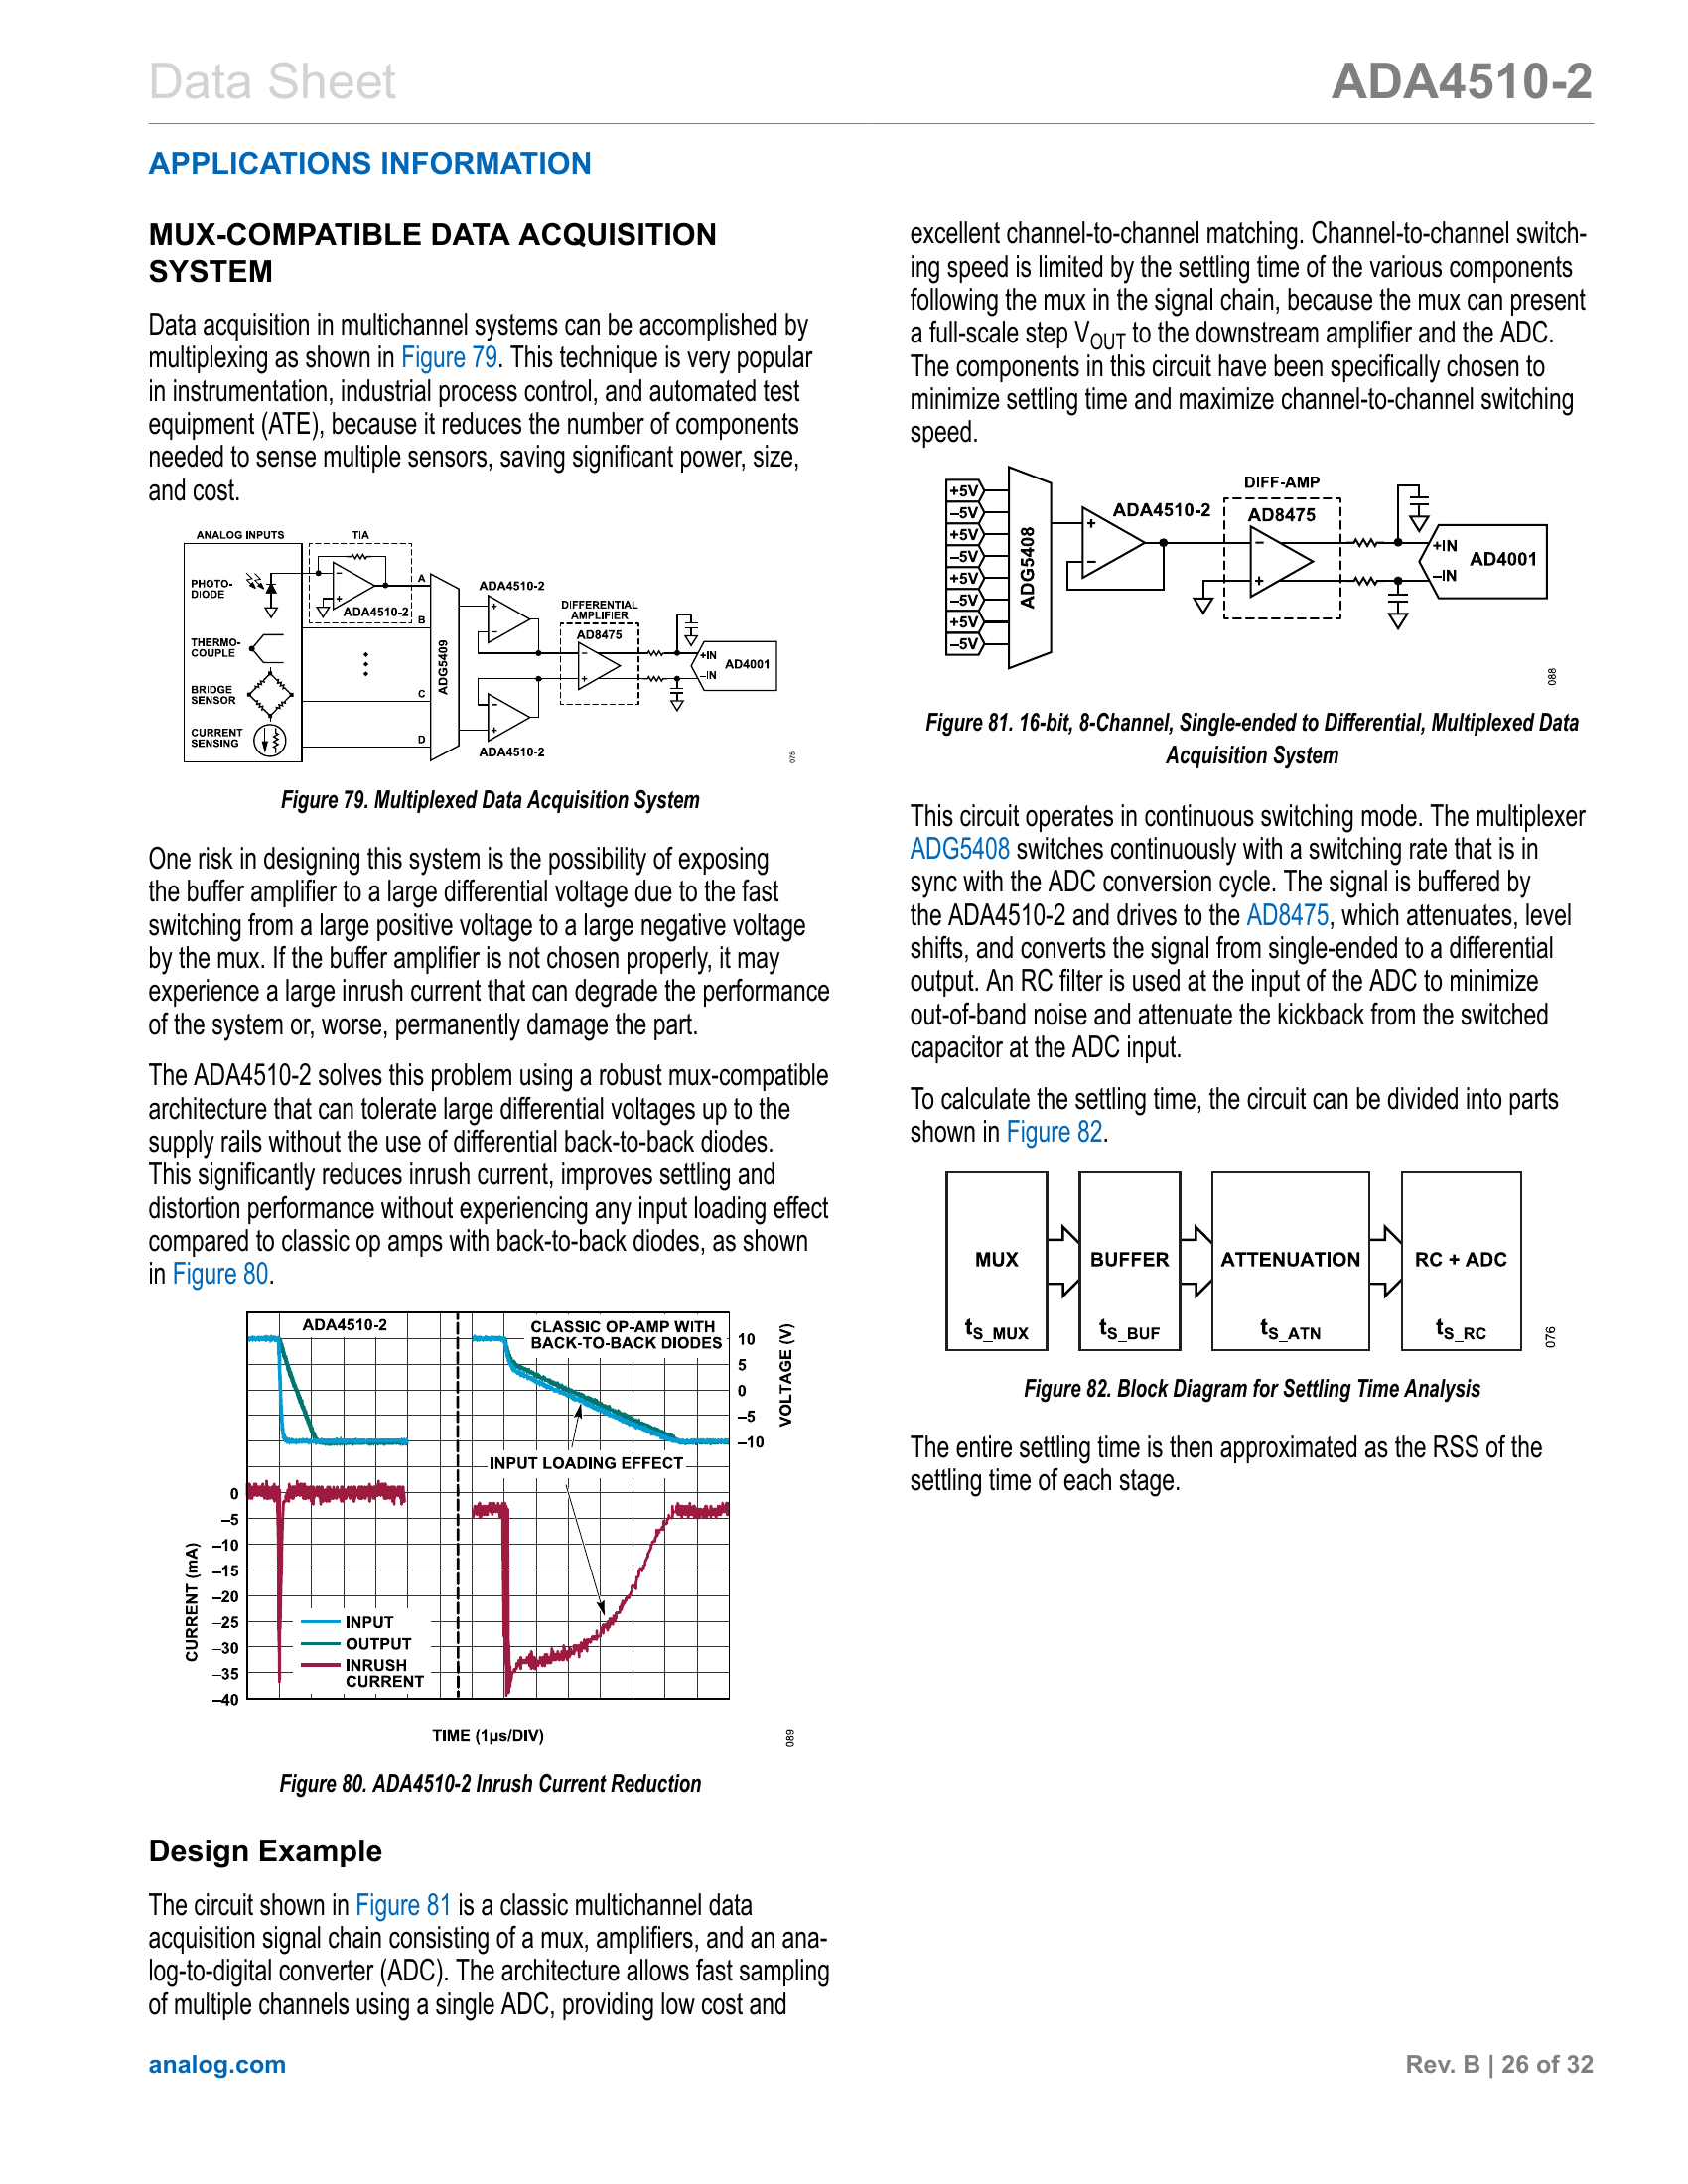 Data Sheet
ADA4510-2
APPLICATIONS INFORMATION
MUX-COMPATIBLE DATA ACQUISITION
SYSTEM
Data acquisition in multichannel systems can be accomplished by
multiplexing as shown in Figure 79. This technique is very popular
in instrumentation, industrial process control, and automated test
equipment (ATE), because it reduces the number of components
needed to sense multiple sensors, saving significant power, size,
and cost.
ANALOG INPUTS
TIA
PHOTO-
DIODE
THERMO-
COUPLE
BRIDGE
SENSOR
CURRENT
SENSING
–
+
ADA4510-2
A
B
C
D
ADG5409
ADA4510-2
+
–
–
+
ADA4510-2
DIFFERENTIAL
AMPLIFIER
AD8475
–
+
+IN
–IN
AD4001
075
Figure 79. Multiplexed Data Acquisition System
One risk in designing this system is the possibility of exposing
the buffer amplifier to a large differential voltage due to the fast
switching from a large positive voltage to a large negative voltage
by the mux. If the buffer amplifier is not chosen properly, it may
experience a large inrush current that can degrade the performance
of the system or, worse, permanently damage the part.
The ADA4510-2 solves this problem using a robust mux-compatible
architecture that can tolerate large differential voltages up to the
supply rails without the use of differential back-to-back diodes.
This significantly reduces inrush current, improves settling and
distortion performance without experiencing any input loading effect
compared to classic op amps with back-to-back diodes, as shown
in Figure 80.
ADA4510-2
CLASSIC OP-AMP WITH
BACK-TO-BACK DIODES
10
5
0
–5
–10
VOLTAGE (V)
INPUT LOADING EFFECT
0
–5
–10
–15
–20
–25
–30
–35
–40
CURRENT (mA)
INPUT
OUTPUT
INRUSH
CURRENT
TIME (1µs/DIV)
089
Figure 80. ADA4510-2 Inrush Current Reduction
Design Example
The circuit shown in Figure 81 is a classic multichannel data
acquisition signal chain consisting of a mux, amplifiers, and an ana-
log-to-digital converter (ADC). The architecture allows fast sampling
of multiple channels using a single ADC, providing low cost and
excellent channel-to-channel matching. Channel-to-channel switch-
ing speed is limited by the settling time of the various components
following the mux in the signal chain, because the mux can present
a full-scale step VOUT to the downstream amplifier and the ADC.
The components in this circuit have been specifically chosen to
minimize settling time and maximize channel-to-channel switching
speed.
+5V
–5V
+5V
–5V
+5V
–5V
+5V
–5V
ADG5408
+
–
ADA4510-2
DIFF-AMP
AD8475
–
+
+IN
–IN
AD4001
088
Figure 81. 16-bit, 8-Channel, Single-ended to Differential, Multiplexed Data
Acquisition System
This circuit operates in continuous switching mode. The multiplexer
ADG5408 switches continuously with a switching rate that is in
sync with the ADC conversion cycle. The signal is buffered by
the ADA4510-2 and drives to the AD8475, which attenuates, level
shifts, and converts the signal from single-ended to a differential
output. An RC filter is used at the input of the ADC to minimize
out-of-band noise and attenuate the kickback from the switched
capacitor at the ADC input.
To calculate the settling time, the circuit can be divided into parts
shown in Figure 82.
MUX
BUFFER
ATTENUATION
RC + ADC
tS_MUX
tS_BUF
tS_ATN
tS_RC
076
Figure 82. Block Diagram for Settling Time Analysis
The entire settling time is then approximated as the RSS of the
settling time of each stage.
analog.com
Rev. B | 26 of 32